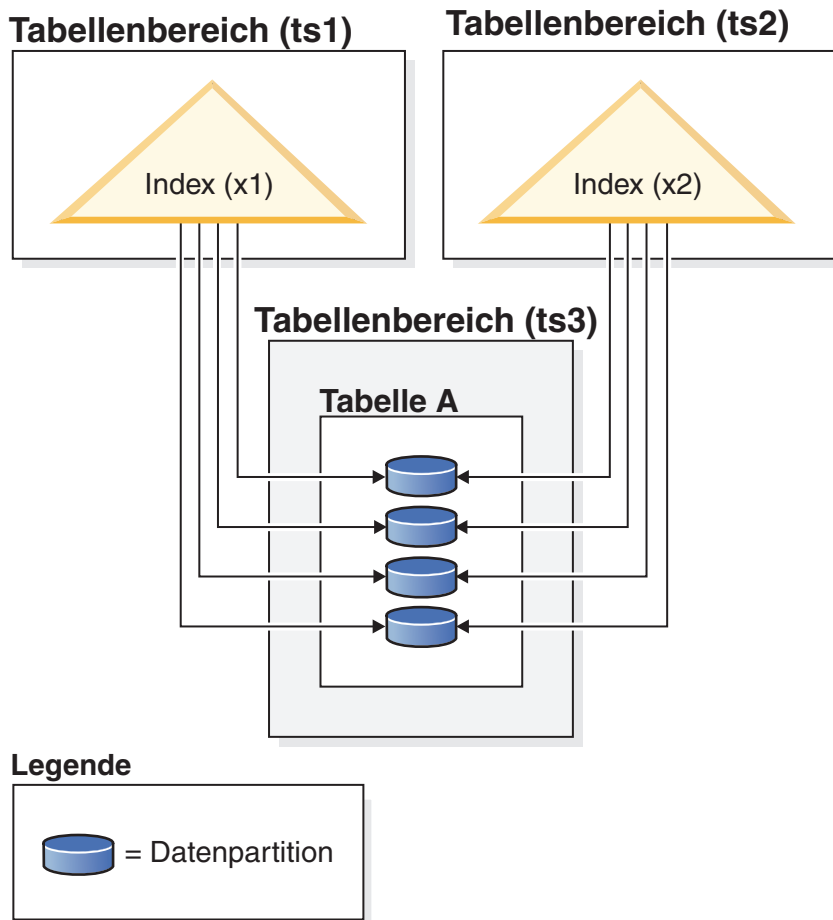 Tabellenbereich (ts1)
Tabellenbereich (ts2)
Index (x1)
Index (x2)
Tabellenbereich (ts3)
Tabelle A
Legende
= Datenpartition